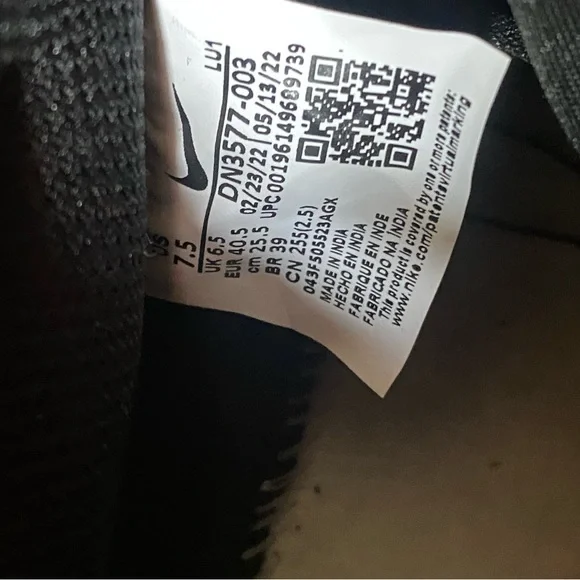 LU1
DN3577-003
02/23/22 05/13/22
UPC 00196149689739
US
7.5
UK 6.5
EUR 40.5
cm 25.5
BR 39
CN 255(2.5)
043F505523AGX
MADE IN INDIA
HECHO EN INDIA
FABRIQUE EN INDE
FABRICADO NA INDIA
This product is covered by one or more patents:
www.nike.com/patentsvirtualmarking